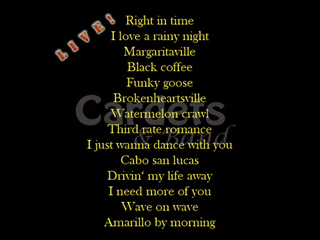 LIVE!
Right in time
I love a rainy night
Margaritaville
Black coffee
Funky goose
Brokenheartsville
Watermelon crawl
Third rate romance
I just wanna dance with you
Cabo san lucas
Drivin' my life away
I need more of you
Wave on wave
Amarillo by morning
Cardets
& Band